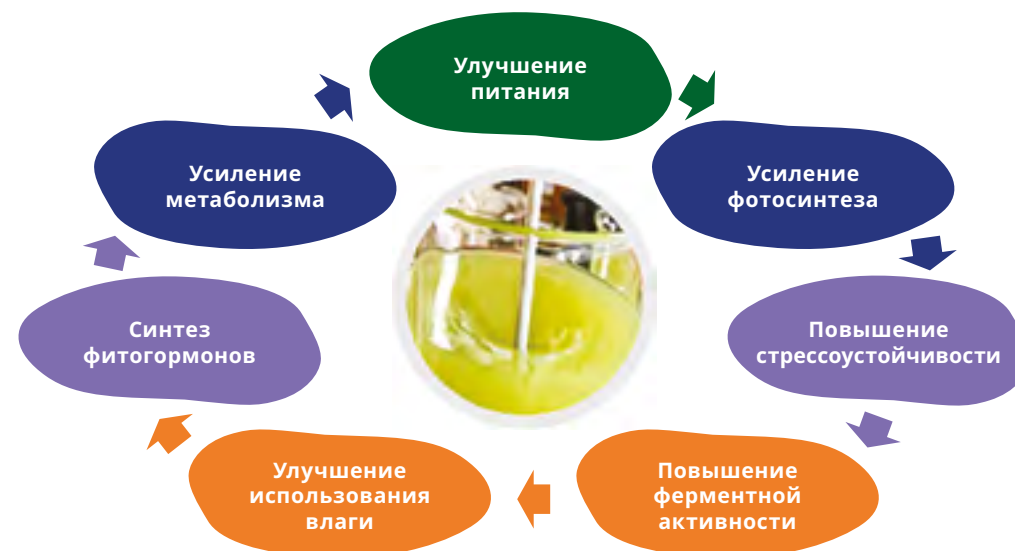 Улучшение
питания
Усиление
фотосинтеза
Повышение
стрессоустойчивости
Повышение
ферментной
активности
Улучшение
использования
влаги
Синтез
фитогормонов
Усиление
метаболизма